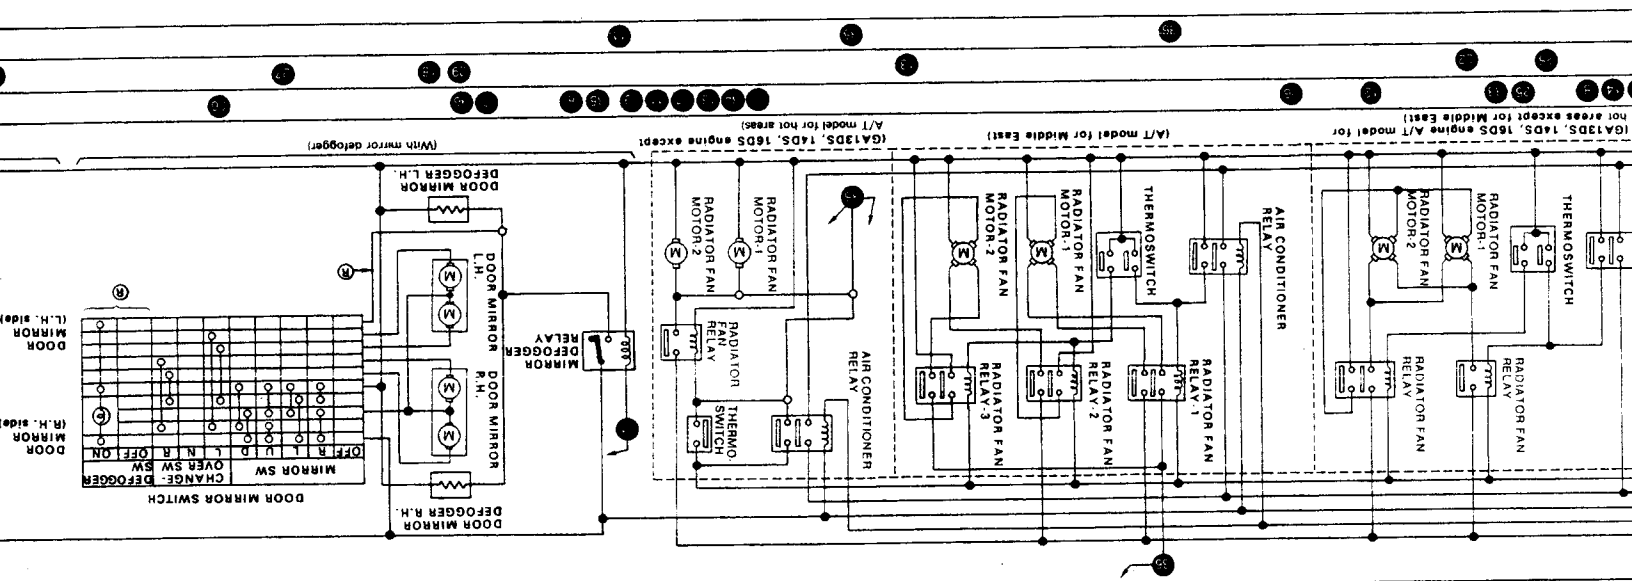 (With mirror defogger)
(GA13DS, 14DS, 16DS engine except
A/T model for hot areas)
(A/T model for Middle East)
(GA13DS, 14DS, 16DS engine A/T model for
hot areas except for Middle East)
DOOR MIRROR
DEFOGGER L.H.
DOOR MIRROR
L.H.
DOOR MIRROR
R.H.
DOOR MIRROR
DEFOGGER R.H.
MIRROR
DEFOGGER
RELAY
DOOR MIRROR SWITCH
MIRROR SW
CHANGE-
OVER SW
DEFOGGER
SW
OFF R L U D L N R OFF ON
DOOR
MIRROR
(L.H. side)
DOOR
MIRROR
(R.H. side)
R
R
M
M
M
M
RADIATOR FAN
MOTOR-2
RADIATOR FAN
MOTOR-1
M
M
RADIATOR
FAN
RELAY
THERMO-
SWITCH
AIR CONDITIONER
RELAY
RADIATOR FAN
MOTOR-2
RADIATOR FAN
MOTOR-1
M
M
THERMOSWITCH
AIR CONDITIONER
RELAY
RADIATOR FAN
RELAY-3
RADIATOR FAN
RELAY-2
RADIATOR FAN
RELAY-1
RADIATOR FAN
MOTOR-2
RADIATOR FAN
MOTOR-1
M
M
THERMOSWITCH
RADIATOR FAN
RELAY
RADIATOR FAN
RELAY